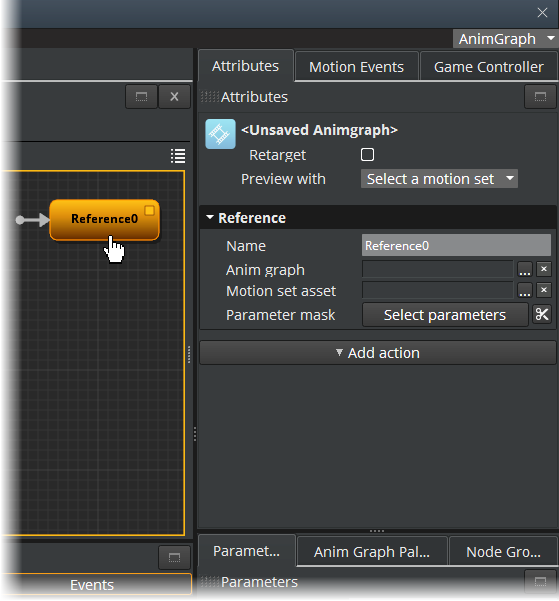 AnimGraph
Attributes
Motion Events
Game Controller
Attributes
<Unsaved Animgraph>
Retarget
Preview with
Select a motion set
Reference0
Reference
Name
Reference0
Anim graph
...
Motion set asset
...
Parameter mask
Select parameters
Add action
Paramet...
Anim Graph Pal...
Node Gro...
Events
Parameters